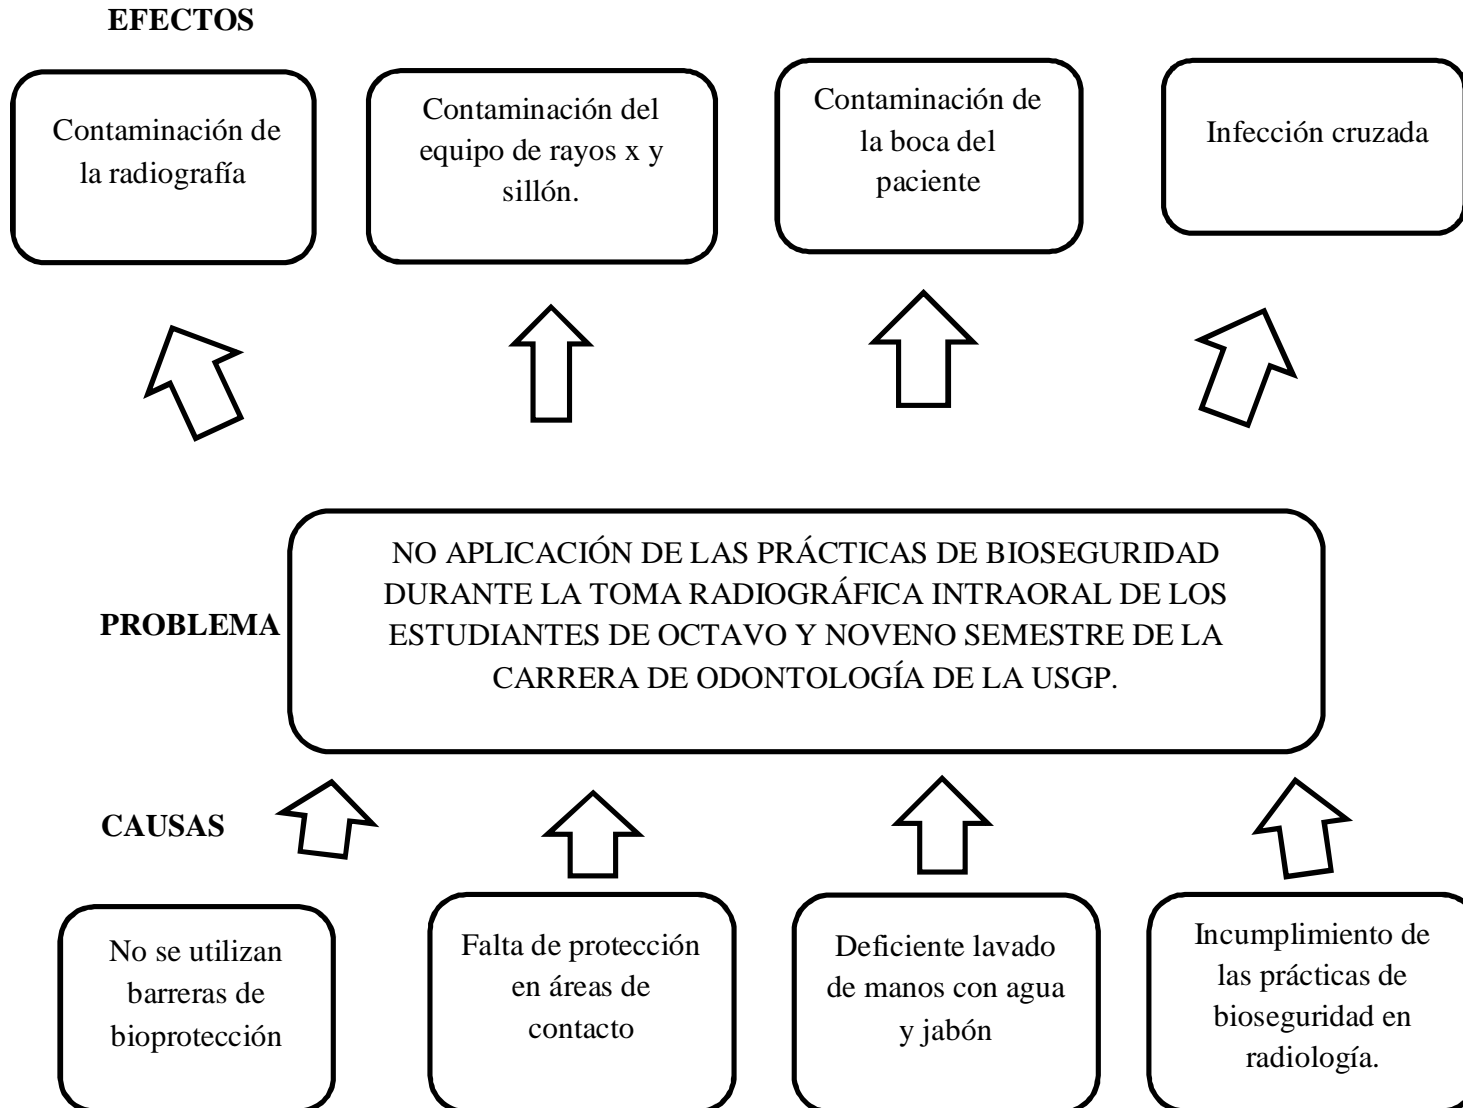 EFECTOS
Contaminación de
la radiografía
Contaminación del
equipo de rayos x y
sillón.
Contaminación de
la boca del
paciente
Infección cruzada
PROBLEMA
NO APLICACIÓN DE LAS PRÁCTICAS DE BIOSEGURIDAD
DURANTE LA TOMA RADIOGRÁFICA INTRAORAL DE LOS
ESTUDIANTES DE OCTAVO Y NOVENO SEMESTRE DE LA
CARRERA DE ODONTOLOGÍA DE LA USGP.
CAUSAS
No se utilizan
barreras de
bioprotección
Falta de protección
en áreas de
contacto
Deficiente lavado
de manos con agua
y jabón
Incumplimiento de
las prácticas de
bioseguridad en
radiología.